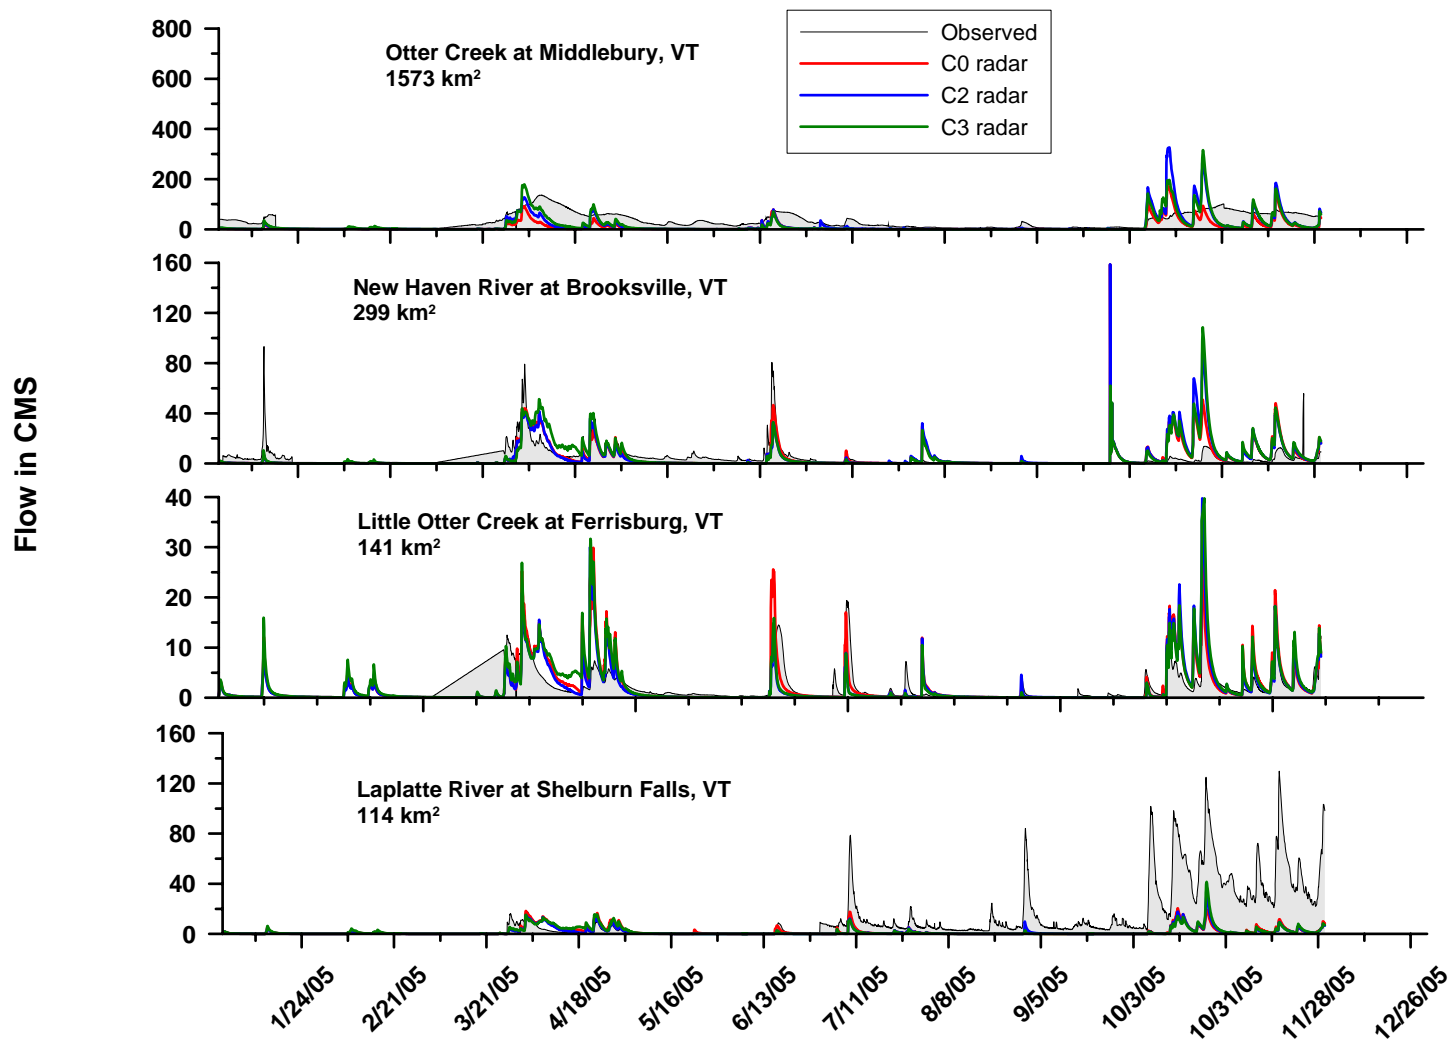 Flow in CMS
800
600
400
200
0
Otter Creek at Middlebury, VT
1573 km²
Observed
C0 radar
C2 radar
C3 radar
160
120
80
40
0
New Haven River at Brooksville, VT
299 km²
40
30
20
10
0
Little Otter Creek at Ferrisburg, VT
141 km²
160
120
80
40
0
Laplatte River at Shelburn Falls, VT
114 km²
1/24/05
2/21/05
3/21/05
4/18/05
5/16/05
6/13/05
7/11/05
8/8/05
9/5/05
10/3/05
10/31/05
11/28/05
12/26/05